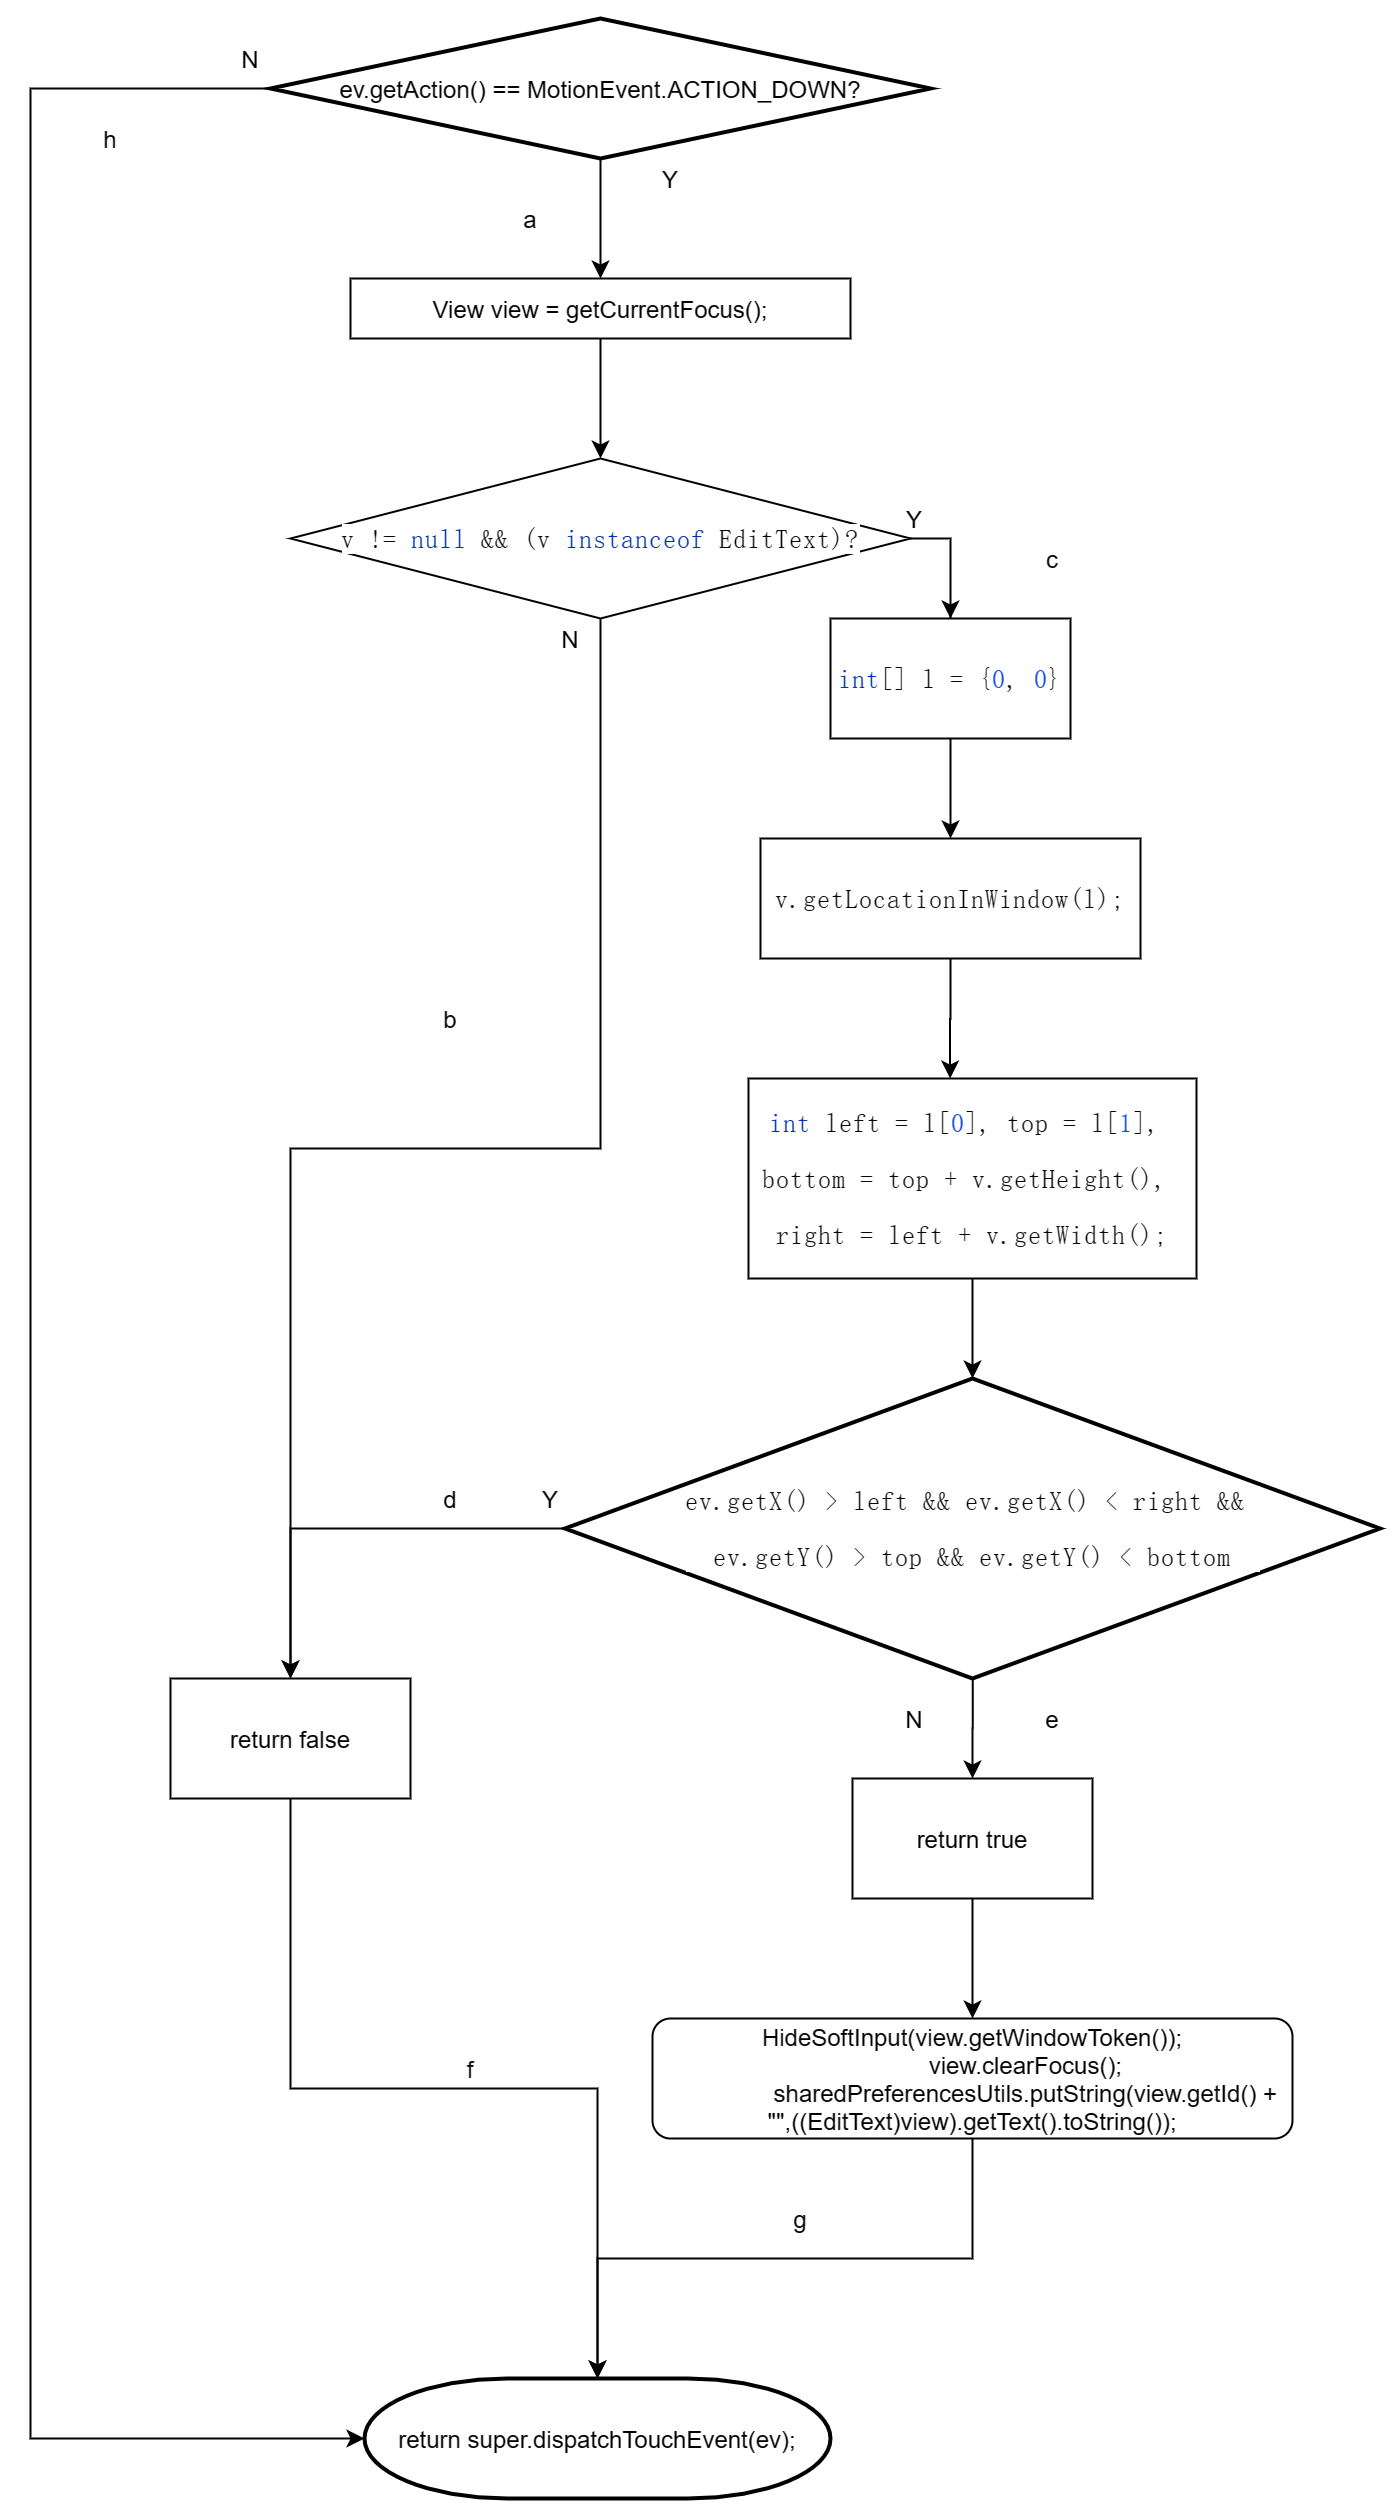 N
ev.getAction() == MotionEvent.ACTION_DOWN?
h
Y
a
View view = getCurrentFocus();
Y
v != null && (v instanceof EditText)?
c
N
int[] l = {0, 0}
v.getLocationInWindow(l);
b
int left = l[0], top = l[1],
bottom = top + v.getHeight(),
right = left + v.getWidth();
d
Y
ev.getX() > left && ev.getX() < right &&
ev.getY() > top && ev.getY() < bottom
N
e
return false
return true
HideSoftInput(view.getWindowToken());
view.clearFocus();
sharedPreferencesUtils.putString(view.getId() +
"",((EditText)view).getText().toString());
f
g
return super.dispatchTouchEvent(ev);